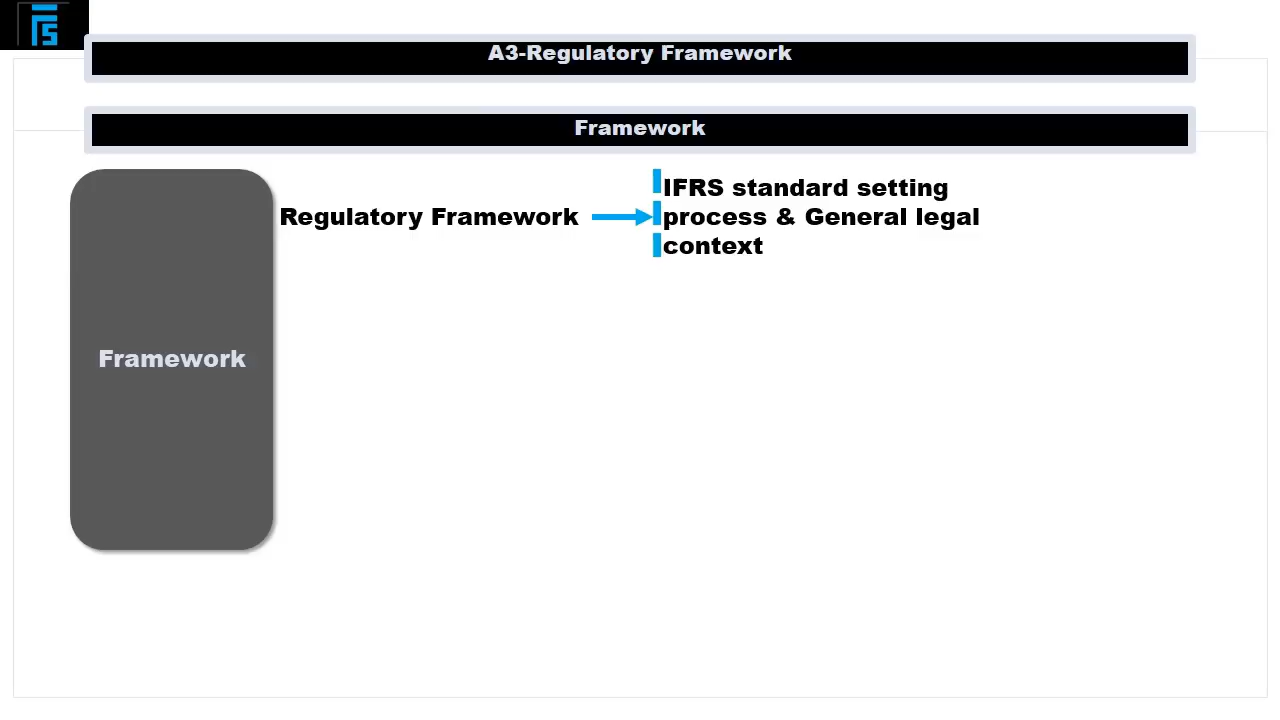 A3-Regulatory Framework
Framework
Framework
Regulatory Framework
IFRS standard setting
process & General legal
context